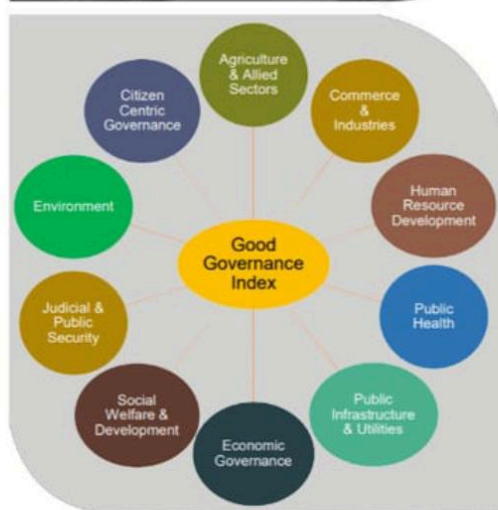 Agriculture
& Allied
Sectors
Commerce
&
Industries
Human
Resource
Development
Public
Health
Public
Infrastructure
& Utilities
Economic
Governance
Social
Welfare &
Development
Judicial &
Public
Security
Environment
Citizen
Centric
Governance
Good
Governance
Index